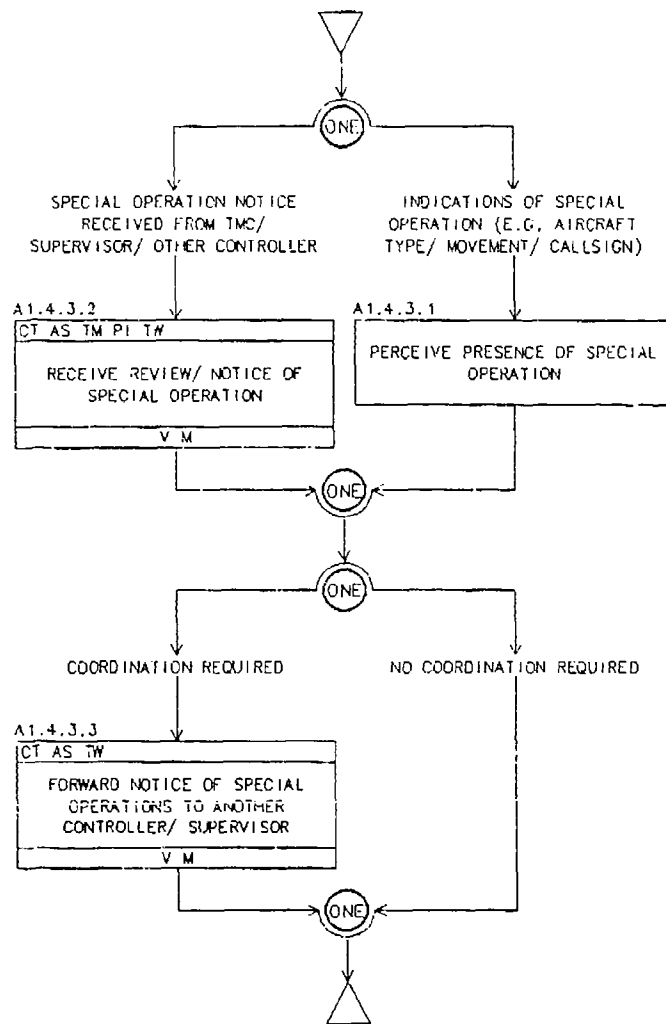 ONE
SPECIAL OPERATION NOTICE
RECEIVED FROM TMC/
SUPERVISOR/ OTHER CONTROLLER
INDICATIONS OF SPECIAL
OPERATION (E.G, AIRCRAFT
TYPE/ MOVEMENT/ CALLSIGN)
A1.4.3.2
CT AS TM PI TW
RECEIVE REVIEW/ NOTICE OF
SPECIAL OPERATION
V M
A1.4.3.1
PERCEIVE PRESENCE OF SPECIAL
OPERATION
ONE
ONE
COORDINATION REQUIRED
NO COORDINATION REQUIRED
A1.4.3.3
CT AS TW
FORWARD NOTICE OF SPECIAL
OPERATIONS TO ANOTHER
CONTROLLER/ SUPERVISOR
V M
ONE